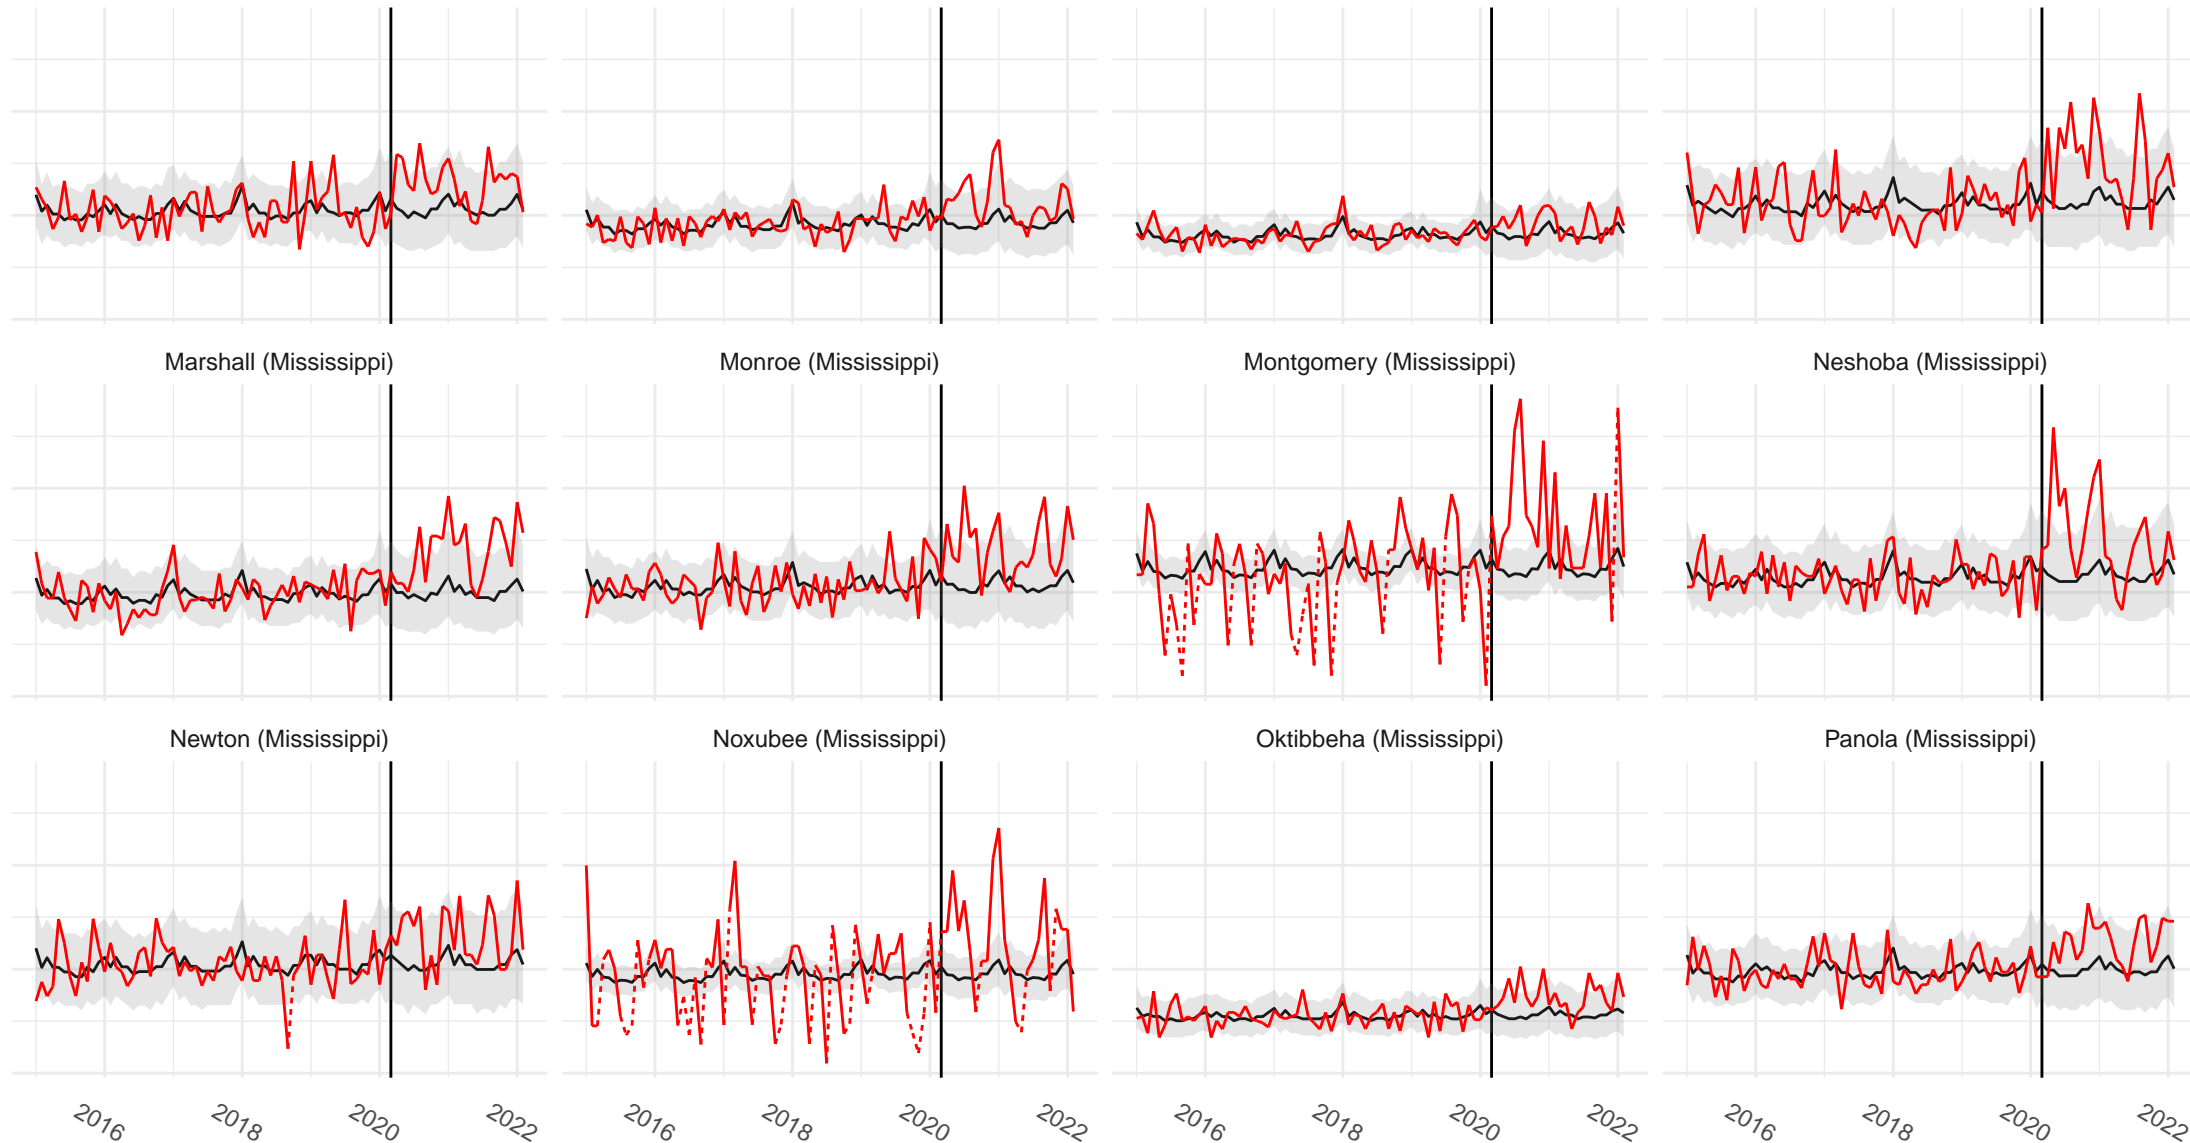 Marshall (Mississippi) Monroe (Mississippi) Montgomery (Mississippi) Neshoba (Mississippi)
Newton (Mississippi) Noxubee (Mississippi) Oktibbeha (Mississippi) Panola (Mississippi)
2016 2018 2020 2022 2016 2018 2020 2022 2016 2018 2020 2022 2016 2018 2020 2022